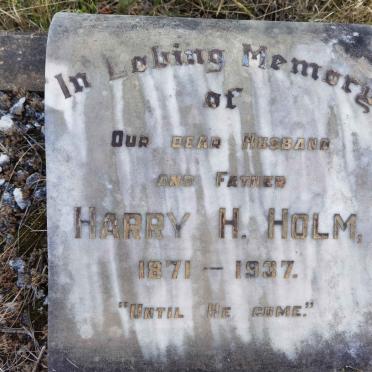 In Loving Memory
of
OUR DEAR HUSBAND
AND FATHER
HARRY H. HOLM,
1871 — 1937.
"UNTIL HE COME."